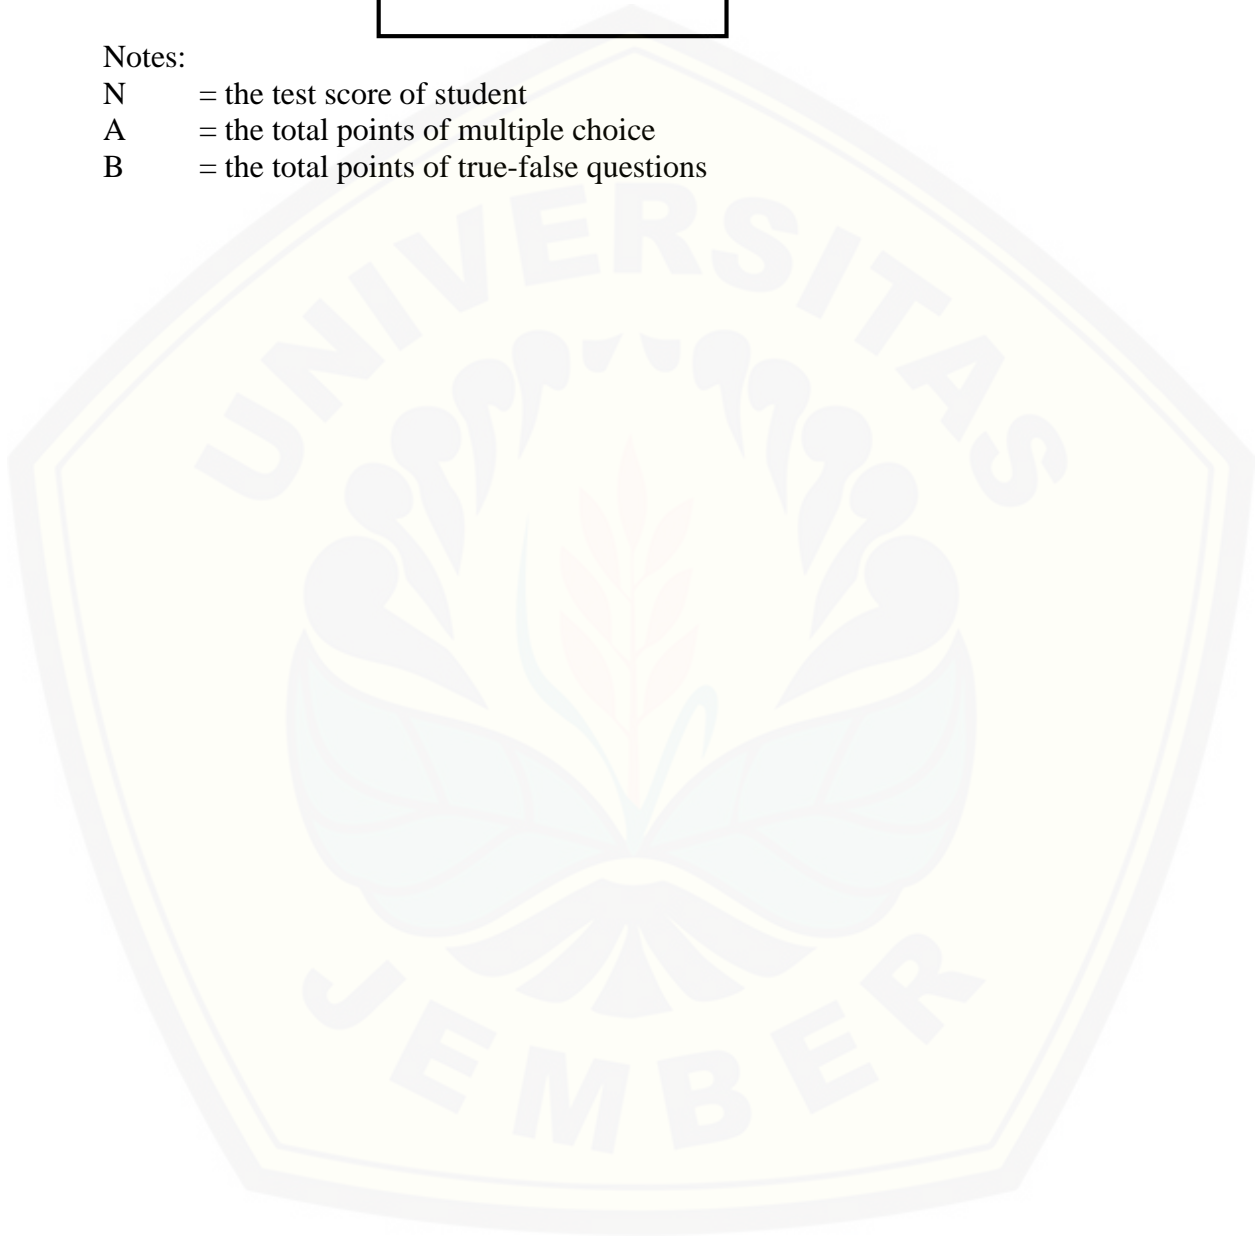 Notes:
N = the test score of student
A = the total points of multiple choice
B = the total points of true-false questions
UNIVERSITAS
JEMBER